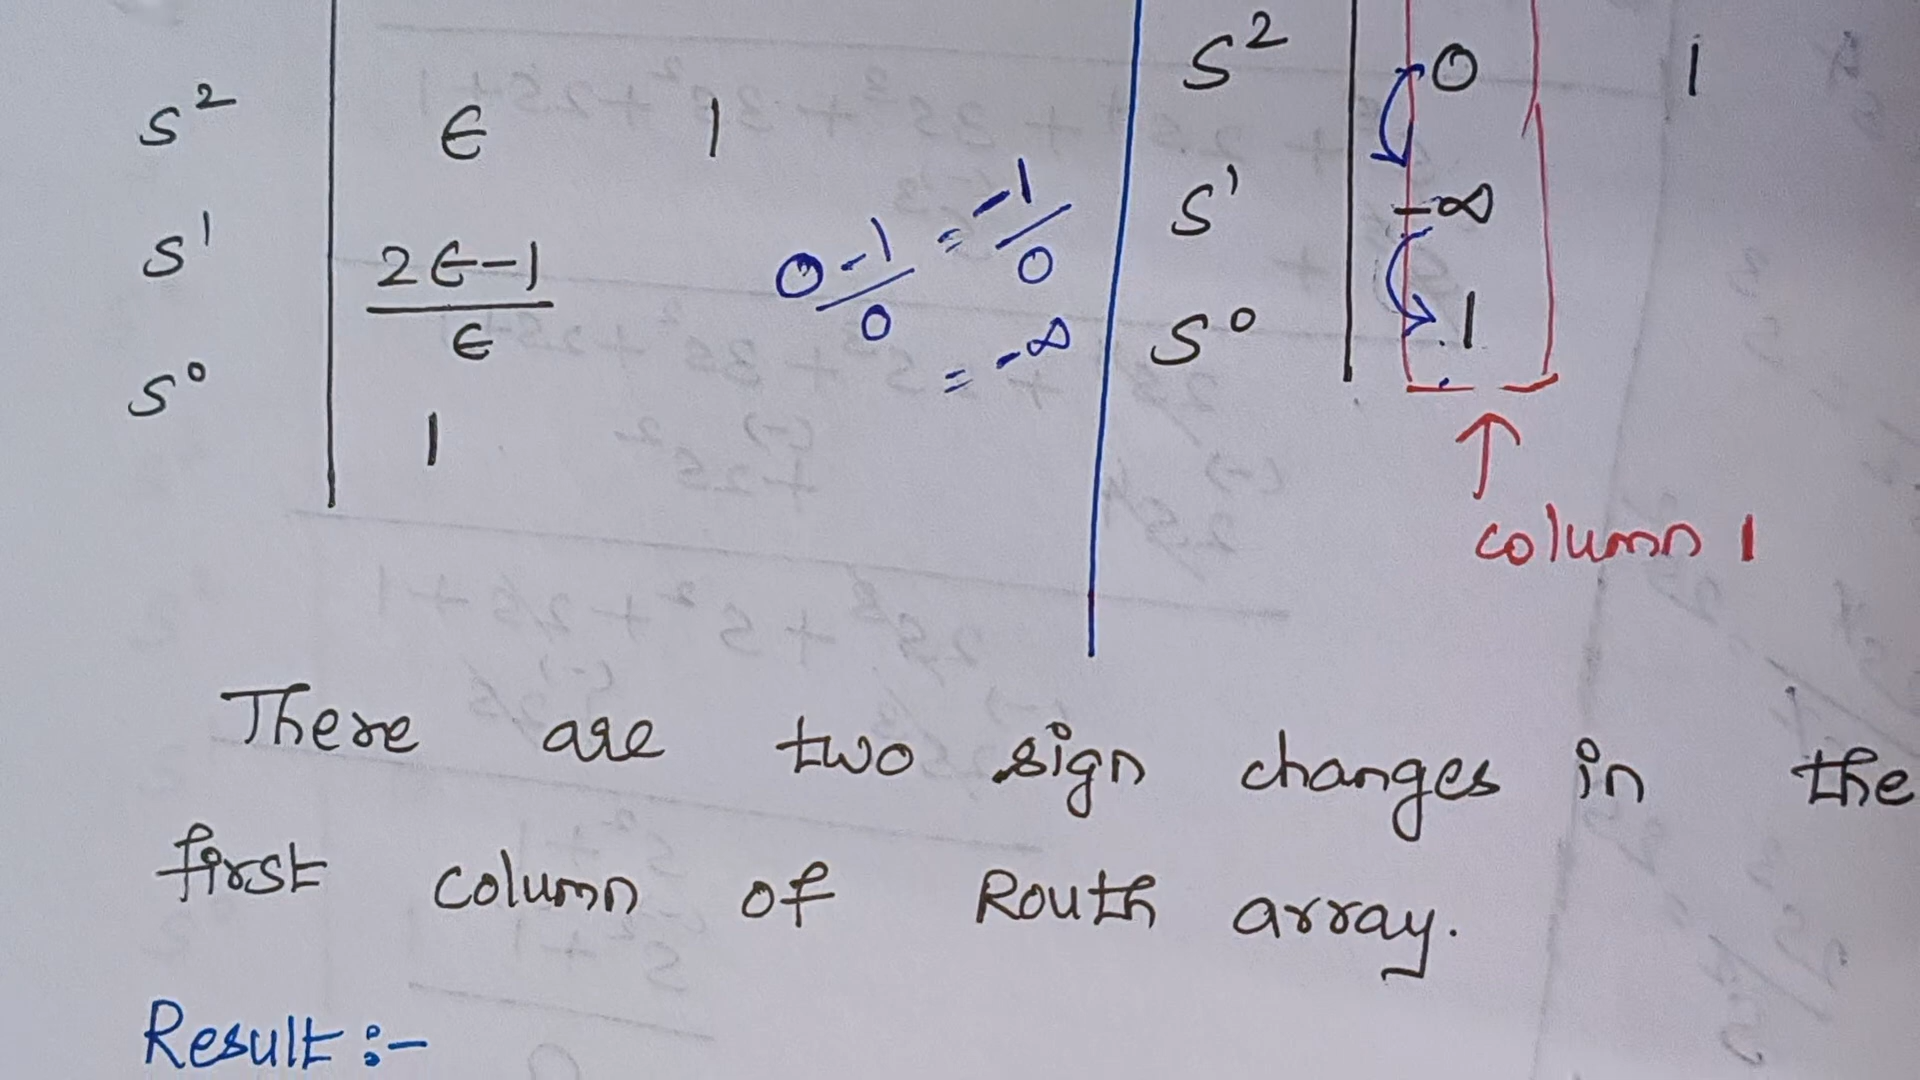 s² ϵ 1
s¹ 2ϵ-1/ϵ
s⁰ 1
0-1/0 = -1/0
= -∞
s² 0 1
s¹ -∞
s⁰ 1
↑
column 1
There are two sign changes in the
first column of Routh array.
Result :-